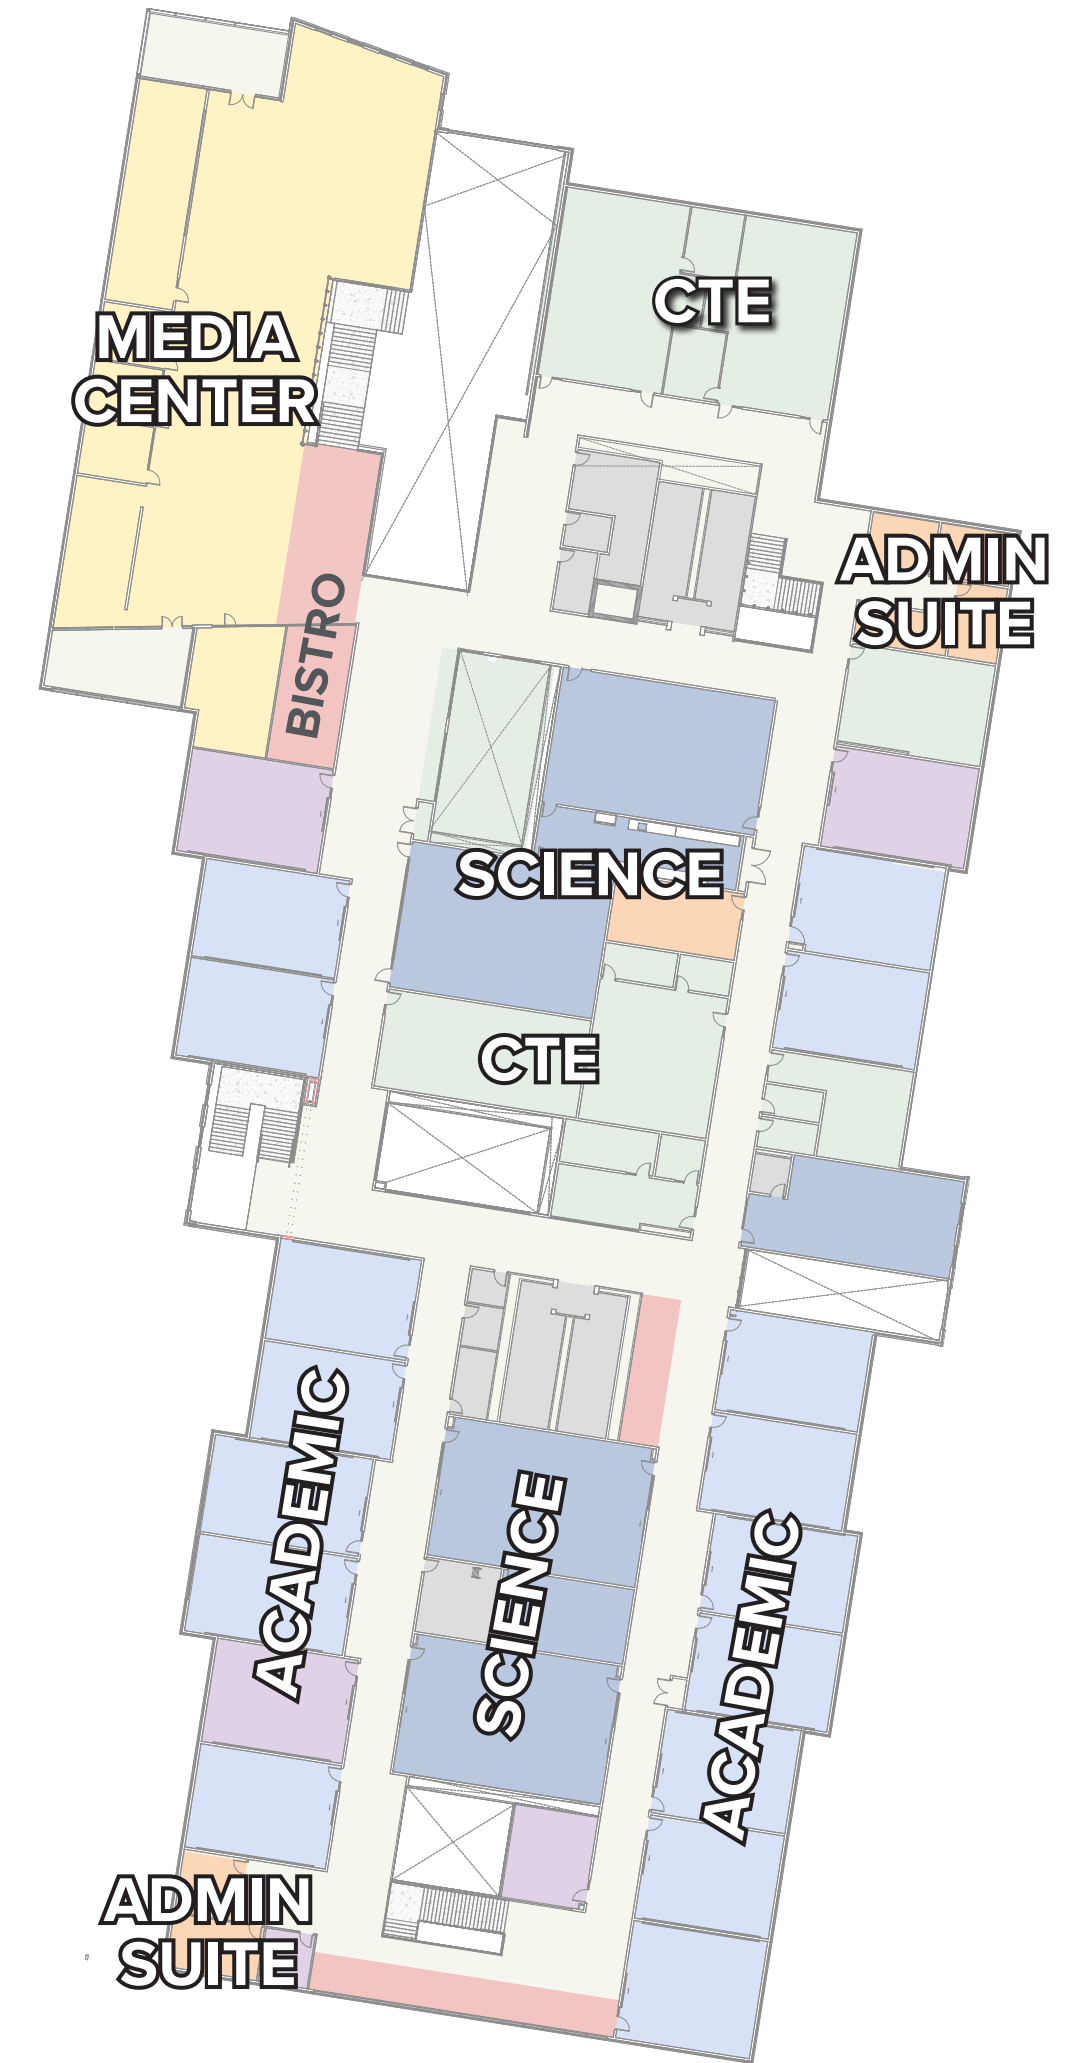 CTE
MEDIA
CENTER
ADMIN
SUITE
BISTRO
SCIENCE
CTE
ACADEMIC
SCIENCE
ACADEMIC
ADMIN
SUITE